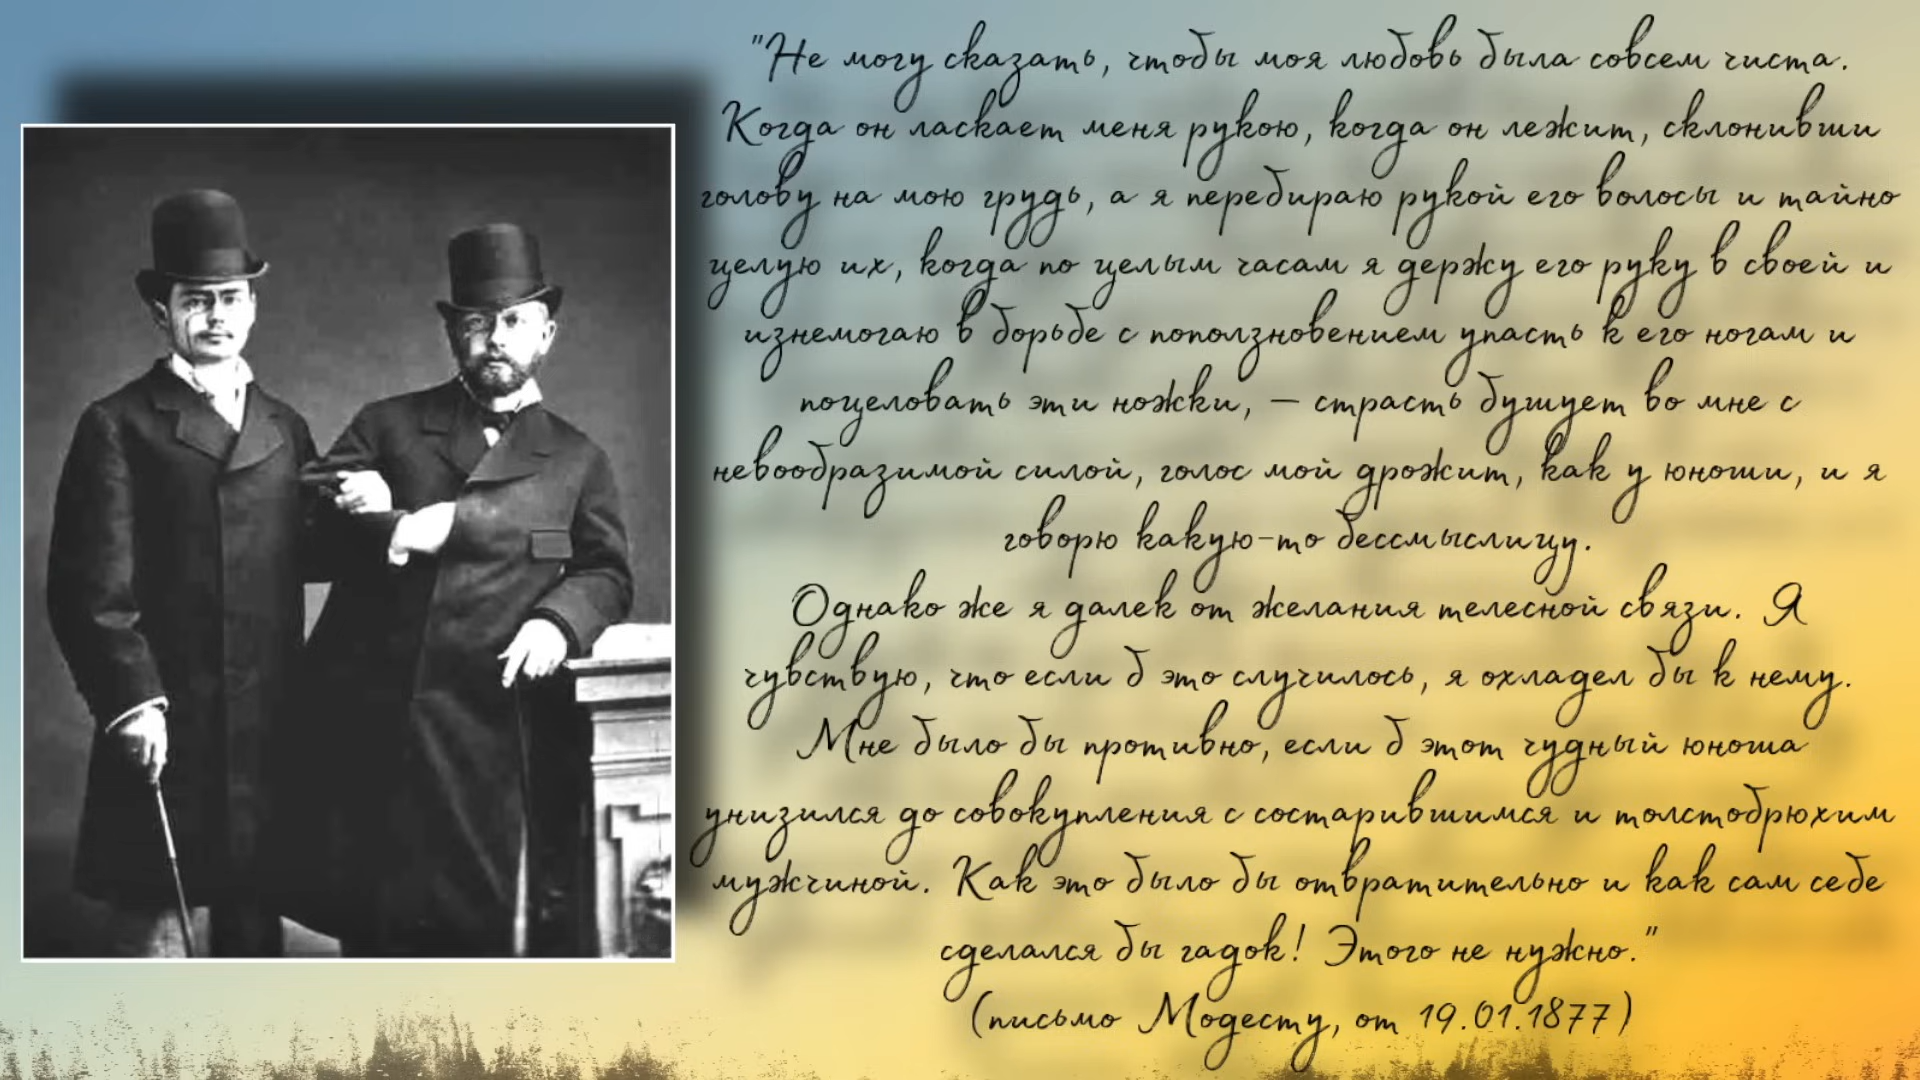 "Не могу сказать, чтобы моя любовь была совсем чиста.
Когда он ласкает меня рукою, когда он лежит, склонивши
голову на мою грудь, а я перебираю рукой его волосы и тайно
целую их, когда по целым часам я держу его руку в своей и
изнемогаю в борьбе с поползновением упасть к его ногам и
поцеловать эти ножки, – страсть бушует во мне с
невообразимой силой, голос мой дрожит, как у юноши, и я
говорю какую-то бессмыслицу.
Однако же я далек от желания телесной связи. Я
чувствую, что если б это случилось, я охладел бы к нему.
Мне было бы противно, если б этот чудный юноша
унизился до совокупления с состарившимся и толстобрюхим
мужчиной. Как это было бы отвратительно и как сам себе
сделался бы гадок! Этого не нужно."
(письмо Модесту, от 19.01.1877)